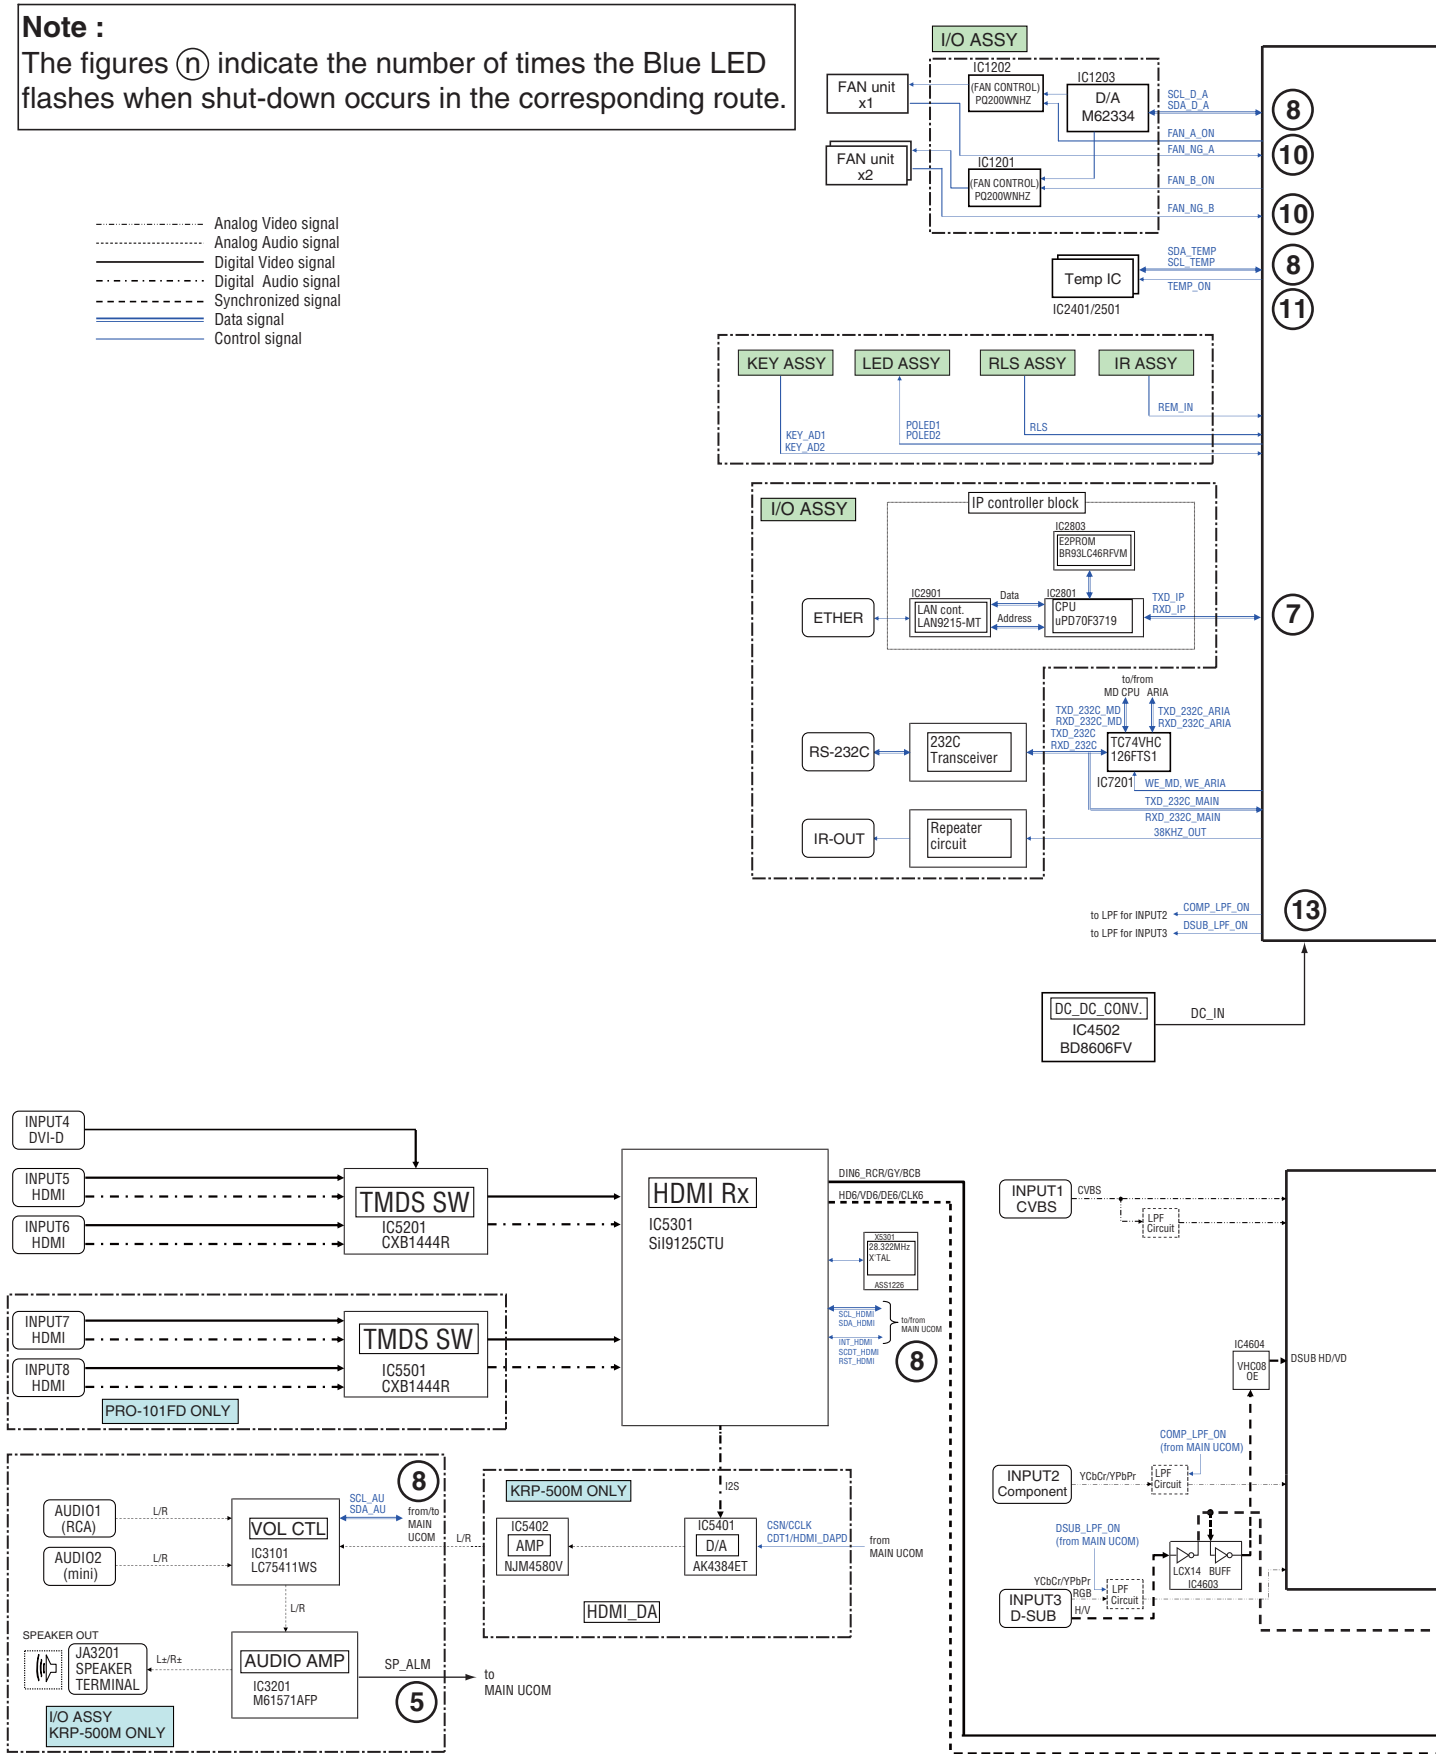 Note :
The figures (n) indicate the number of times the Blue LED
flashes when shut-down occurs in the corresponding route.
Analog Video signal
Analog Audio signal
Digital Video signal
Digital Audio signal
Synchronized signal
Data signal
Control signal
I/O ASSY
FAN unit
x1
FAN unit
x2
IC1202
(FAN CONTROL)
PQ200WNHZ
IC1203
D/A
M62334
IC1201
(FAN CONTROL)
PQ200WNHZ
SCL_D_A
SDA_D_A
FAN_A_ON
FAN_NG_A
FAN_B_ON
FAN_NG_B
8
10
10
8
11
Temp IC
IC2401/2501
SDA_TEMP
SCL_TEMP
TEMP_ON
KEY ASSY
LED ASSY
RLS ASSY
IR ASSY
REM_IN
POLED1
POLED2
RLS
KEY_AD1
KEY_AD2
I/O ASSY
IP controller block
IC2803
E2PROM
BR93LC46RFVM
ETHER
IC2901
LAN cont.
LAN9215-MT
Data
Address
IC2801
CPU
uPD70F3719
TXD_IP
RXD_IP
7
to/from
MD CPU ARIA
TXD_232C_MD
RXD_232C_MD
TXD_232C_ARIA
RXD_232C_ARIA
TXD_232C
RXD_232C
RS-232C
232C
Transceiver
TC74VHC
126FTS1
IC7201
WE_MD, WE_ARIA
TXD_232C_MAIN
RXD_232C_MAIN
38KHZ_OUT
IR-OUT
Repeater
circuit
to LPF for INPUT2
COMP_LPF_ON
to LPF for INPUT3
DSUB_LPF_ON
13
DC_DC_CONV.
IC4502
BD8606FV
DC_IN
INPUT4
DVI-D
INPUT5
HDMI
INPUT6
HDMI
TMDS SW
IC5201
CXB1444R
INPUT7
HDMI
INPUT8
HDMI
TMDS SW
IC5501
CXB1444R
PRO-101FD ONLY
HDMI Rx
IC5301
SiI9125CTU
DIN6_RCR/GY/BCB
HD6/VD6/DE6/CLK6
X5301
28.322MHz
X'TAL
ASS1226
SCL_HDMI
SDA_HDMI
INT_HDMI
SCDT_HDMI
RST_HDMI
to/from
MAIN UCOM
8
INPUT1
CVBS
CVBS
LPF
Circuit
IC4604
VHC08
OE
DSUB HD/VD
COMP_LPF_ON
(from MAIN UCOM)
INPUT2
Component
YCbCr/YPbPr
LPF
Circuit
DSUB_LPF_ON
(from MAIN UCOM)
LCX14 BUFF
IC4603
YCbCr/YPbPr
RGB
LPF
Circuit
INPUT3
D-SUB
H/V
8
AUDIO1
(RCA)
L/R
AUDIO2
(mini)
L/R
VOL CTL
IC3101
LC75411WS
SCL_AU
SDA_AU
from/to
MAIN
UCOM
L/R
KRP-500M ONLY
I2S
IC5402
AMP
NJM4580V
IC5401
D/A
AK4384ET
CSN/CCLK
CDT1/HDMI_DAPD
from
MAIN UCOM
HDMI_DA
L/R
SPEAKER OUT
JA3201
SPEAKER
TERMINAL
L±/R±
AUDIO AMP
IC3201
M61571AFP
SP_ALM
5
to
MAIN UCOM
I/O ASSY
KRP-500M ONLY